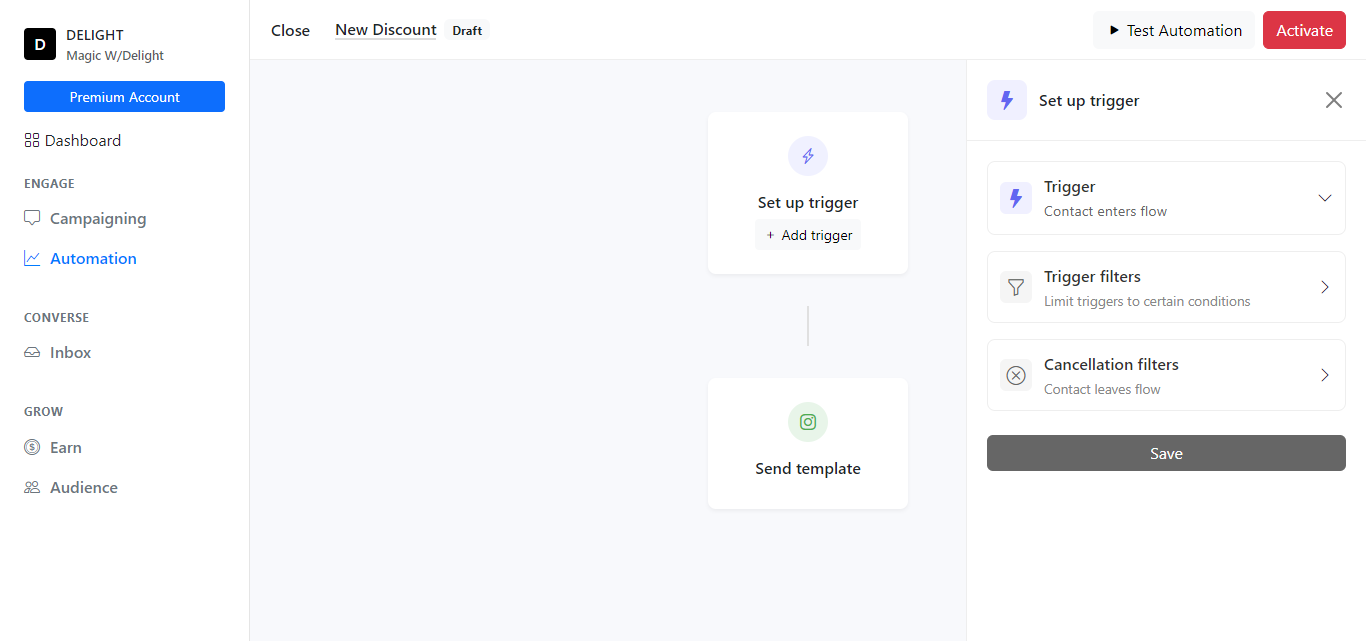 D
DELIGHT
Magic W/Delight
Premium Account
Dashboard
ENGAGE
Campaigning
Automation
CONVERSE
Inbox
GROW
Earn
Audience
Close
New Discount
Draft
Test Automation
Activate
Set up trigger
+ Add trigger
Send template
Set up trigger
Trigger
Contact enters flow
Trigger filters
Limit triggers to certain conditions
Cancellation filters
Contact leaves flow
Save